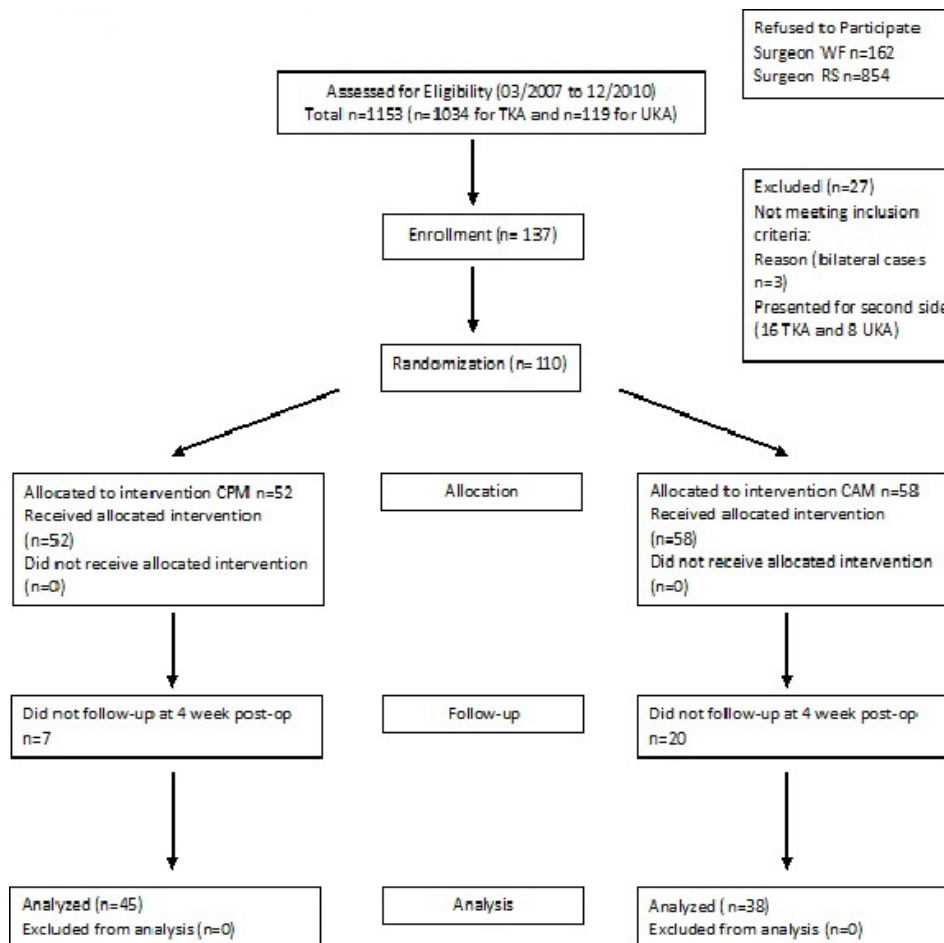 Refused to Participate
Surgeon WF n=162
Surgeon RS n=854
Assessed for Eligibility (03/2007 to 12/2010)
Total n=1153 (n=1034 for TKA and n=119 for UKA)
Excluded (n=27)
Not meeting inclusion
criteria:
Reason (bilateral cases
n=3)
Presented for second side
(16 TKA and 8 UKA)
Enrollment (n= 137)
Randomization (n= 110)
Allocated to intervention CPM n=52
Received allocated intervention
(n=52)
Did not receive allocated intervention
(n=0)
Allocation
Allocated to intervention CAM n=58
Received allocated intervention
(n=58)
Did not receive allocated intervention
(n=0)
Did not follow-up at 4 week post-op
n=7
Follow-up
Did not follow-up at 4 week post-op
n=20
Analyzed (n=45)
Excluded from analysis (n=0)
Analysis
Analyzed ( n=38)
Excluded from analysis (n=0)